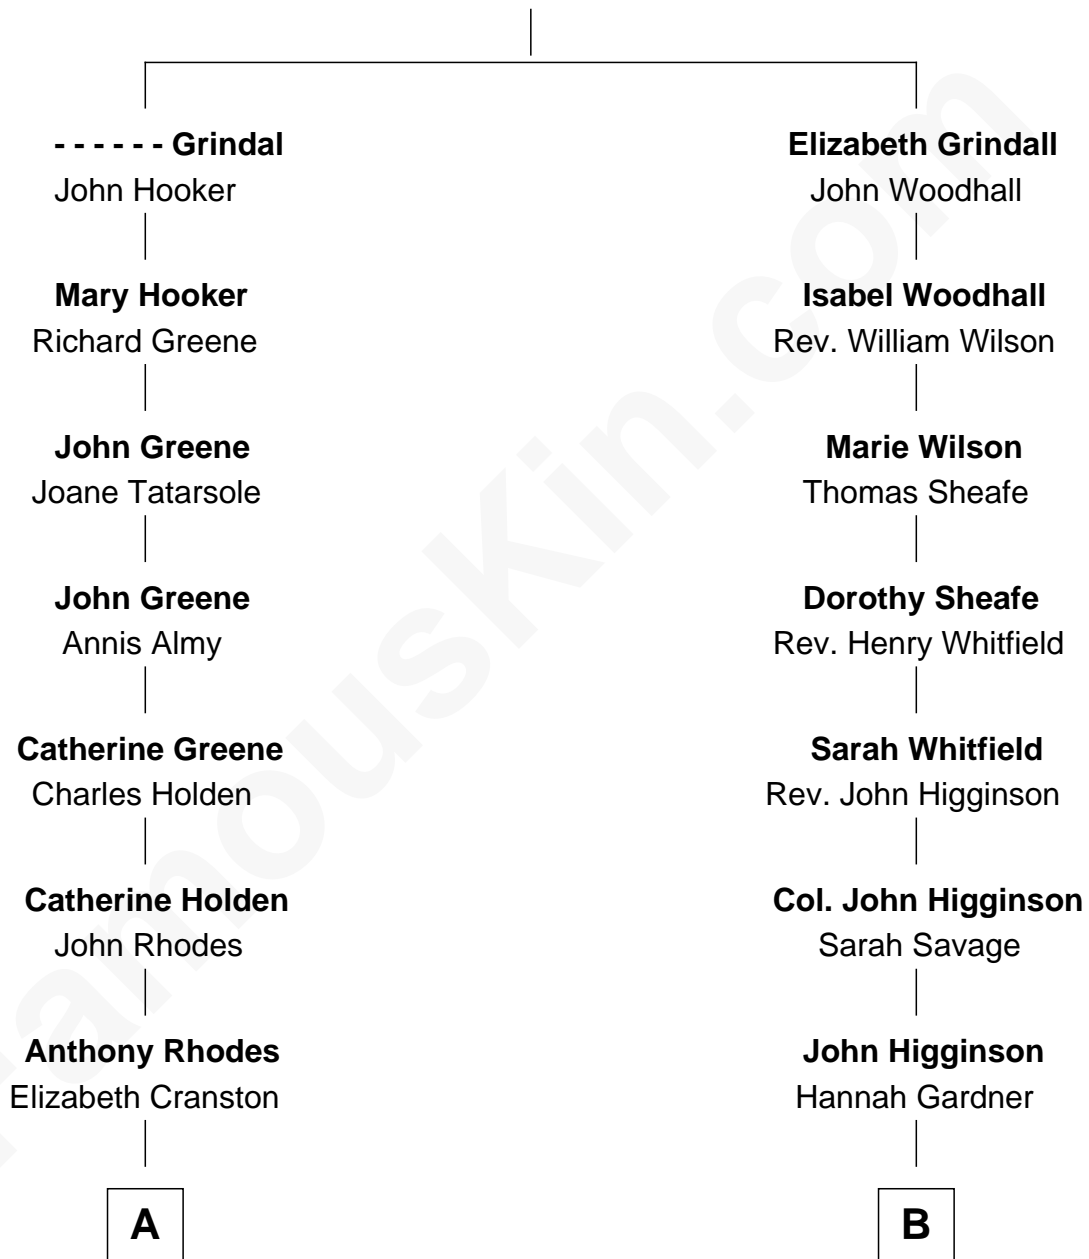 - - - - - - Grindal
John Hooker
Mary Hooker
Richard Greene
John Greene
Joane Tatarsole
John Greene
Annis Almy
Catherine Greene
Charles Holden
Catherine Holden
John Rhodes
Anthony Rhodes
Elizabeth Cranston
A
Elizabeth Grindall
John Woodhall
Isabel Woodhall
Rev. William Wilson
Marie Wilson
Thomas Sheafe
Dorothy Sheafe
Rev. Henry Whitfield
Sarah Whitfield
Rev. John Higginson
Col. John Higginson
Sarah Savage
John Higginson
Hannah Gardner
B
FamousKin.com